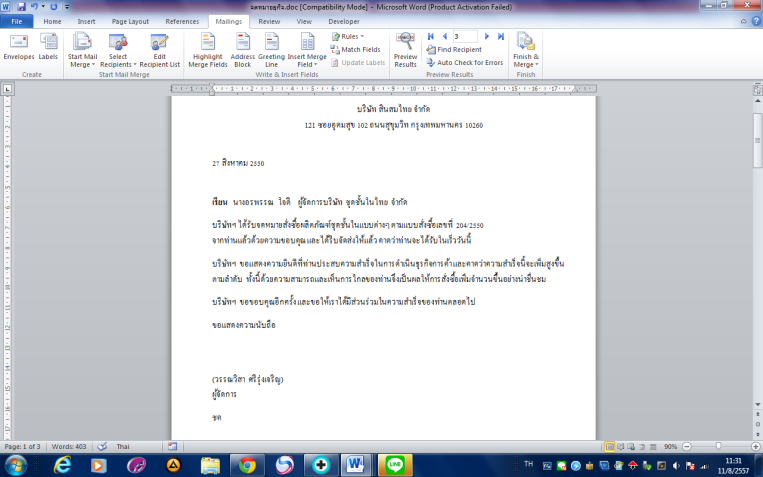 จดหมายธุรกิจ.doc [Compatibility Mode] - Microsoft Word (Product Activation Failed)
File Home Insert Page Layout References Mailings Review View Developer
Envelopes Labels
Create
Start Mail Merge
Select Recipients
Edit Recipient List
Start Mail Merge
Highlight Merge Fields
Address Block
Greeting Line
Insert Merge Field
Rules
Match Fields
Update Labels
Write & Insert Fields
Preview Results
3
Find Recipient
Auto Check for Errors
Preview Results
Finish & Merge
Finish
บริษัท สินสมไทย จำกัด
121 ซอยอุดมสุข 102 ถนนสุขุมวิท กรุงเทพมหานคร 10260
27 สิงหาคม 2550
เรียน นางอรพรรณ ใจดี ผู้จัดการบริษัท ชุดชั้นในไทย จำกัด
บริษัทฯ ได้รับจดหมายสั่งซื้อผลิตภัณฑ์ชุดชั้นในแบบต่างๆ ตามแบบสั่งซื้อเลขที่ 204/2550
จากท่านแล้วด้วยความขอบคุณ และได้รีบจัดส่งให้แล้ว คาดว่าท่านจะได้รับในเร็ววันนี้
บริษัทฯ ขอแสดงความยินดีที่ท่านประสบความสำเร็จในการดำเนินธุรกิจการค้าและคาดว่าความสำเร็จนี้จะเพิ่มสูงขึ้น
ตามลำดับ ทั้งนี้ด้วยความสามารถและเห็นการไกลของท่านจึงเป็นผลให้การสั่งซื้อเพิ่มจำนวนขึ้นอย่างน่าชื่นชม
บริษัทฯ ขอขอบคุณอีกครั้งและขอให้เราได้มีส่วนร่วมในความสำเร็จของท่านตลอดไป
ขอแสดงความนับถือ
(วรรณวิสา ศรีรุ่งเจริญ)
ผู้จัดการ
ชค
Page: 1 of 3 Words: 403 Thai 90%
LINE
TH
11:31
11/8/2557